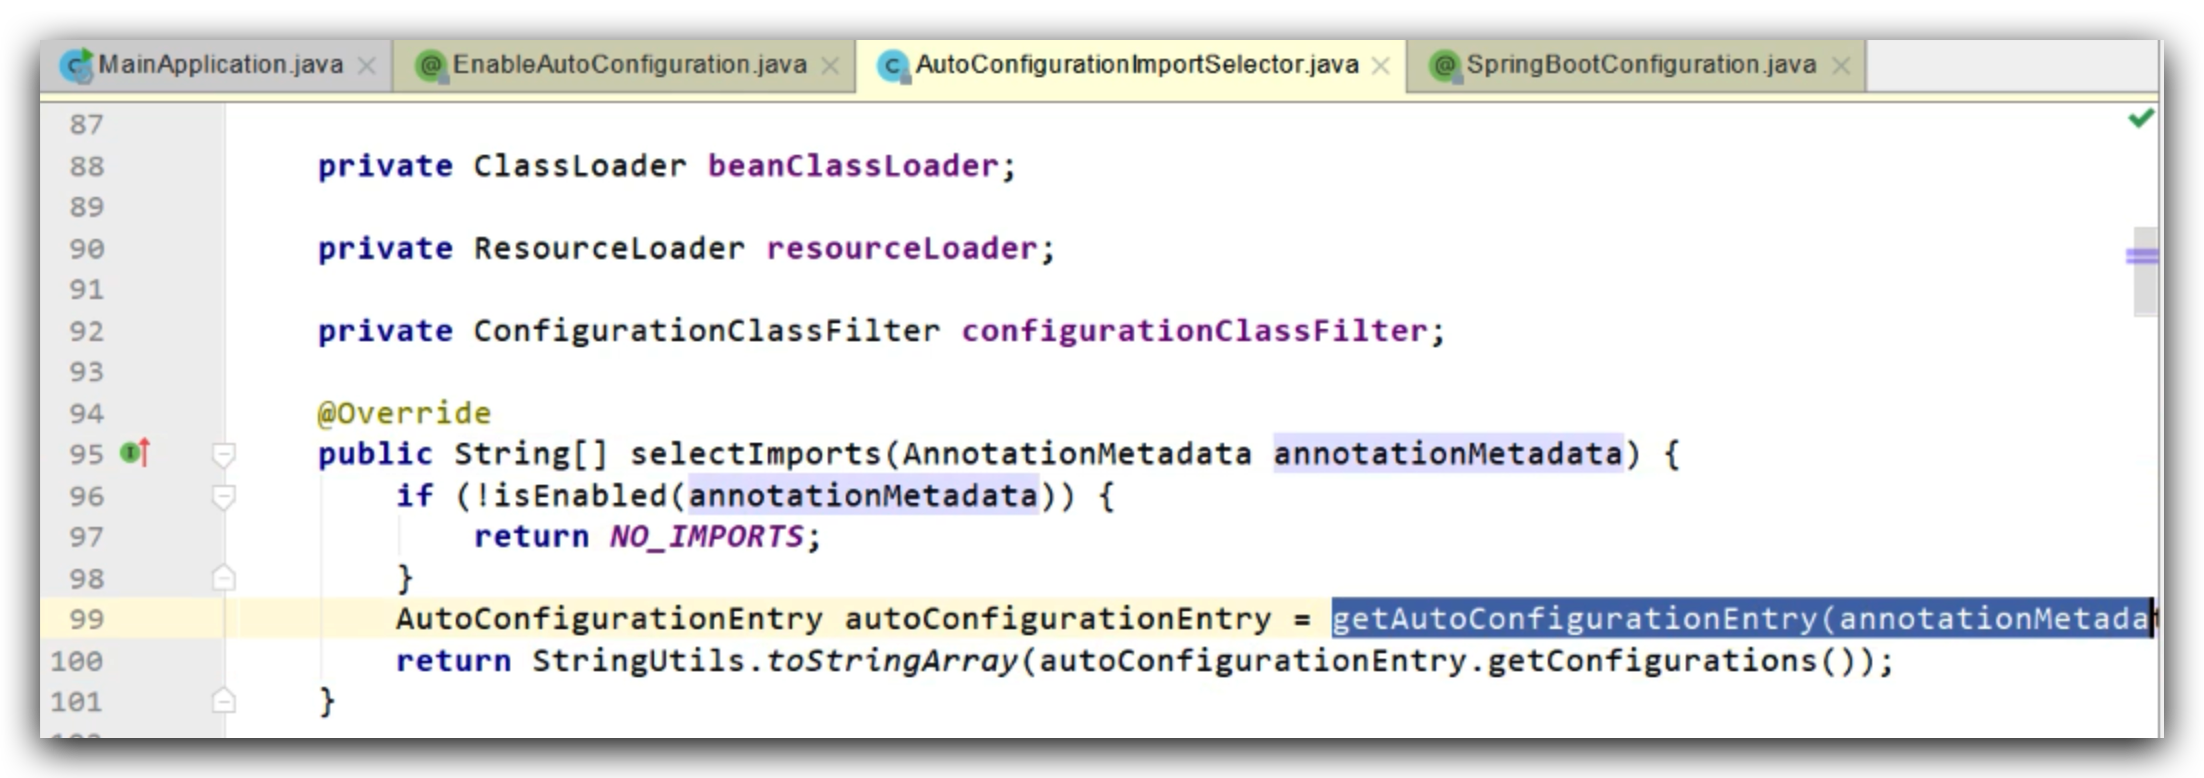 MainApplication.java EnableAutoConfiguration.java AutoConfigurationImportSelector.java SpringBootConfiguration.java
87
88 private ClassLoader beanClassLoader;
89
90 private ResourceLoader resourceLoader;
91
92 private ConfigurationClassFilter configurationClassFilter;
93
94 @Override
95 public String[] selectImports(AnnotationMetadata annotationMetadata) {
96 if (!isEnabled(annotationMetadata)) {
97 return NO_IMPORTS;
98 }
99 AutoConfigurationEntry autoConfigurationEntry = getAutoConfigurationEntry(annotationMetada
100 return StringUtils.toStringArray(autoConfigurationEntry.getConfigurations());
101 }